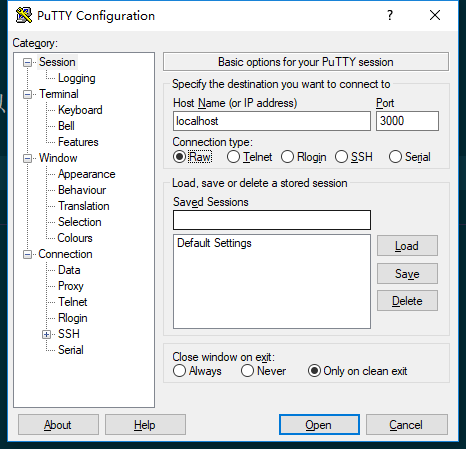 PuTTY Configuration
Category:
Session
Logging
Terminal
Keyboard
Bell
Features
Window
Appearance
Behaviour
Translation
Selection
Colours
Connection
Data
Proxy
Telnet
Rlogin
SSH
Serial
Basic options for your PuTTY session
Specify the destination you want to connect to
Host Name (or IP address) Port
localhost 3000
Connection type:
Raw Telnet Rlogin SSH Serial
Load, save or delete a stored session
Saved Sessions
Default Settings
Load
Save
Delete
Close window on exit:
Always Never Only on clean exit
About Help Open Cancel